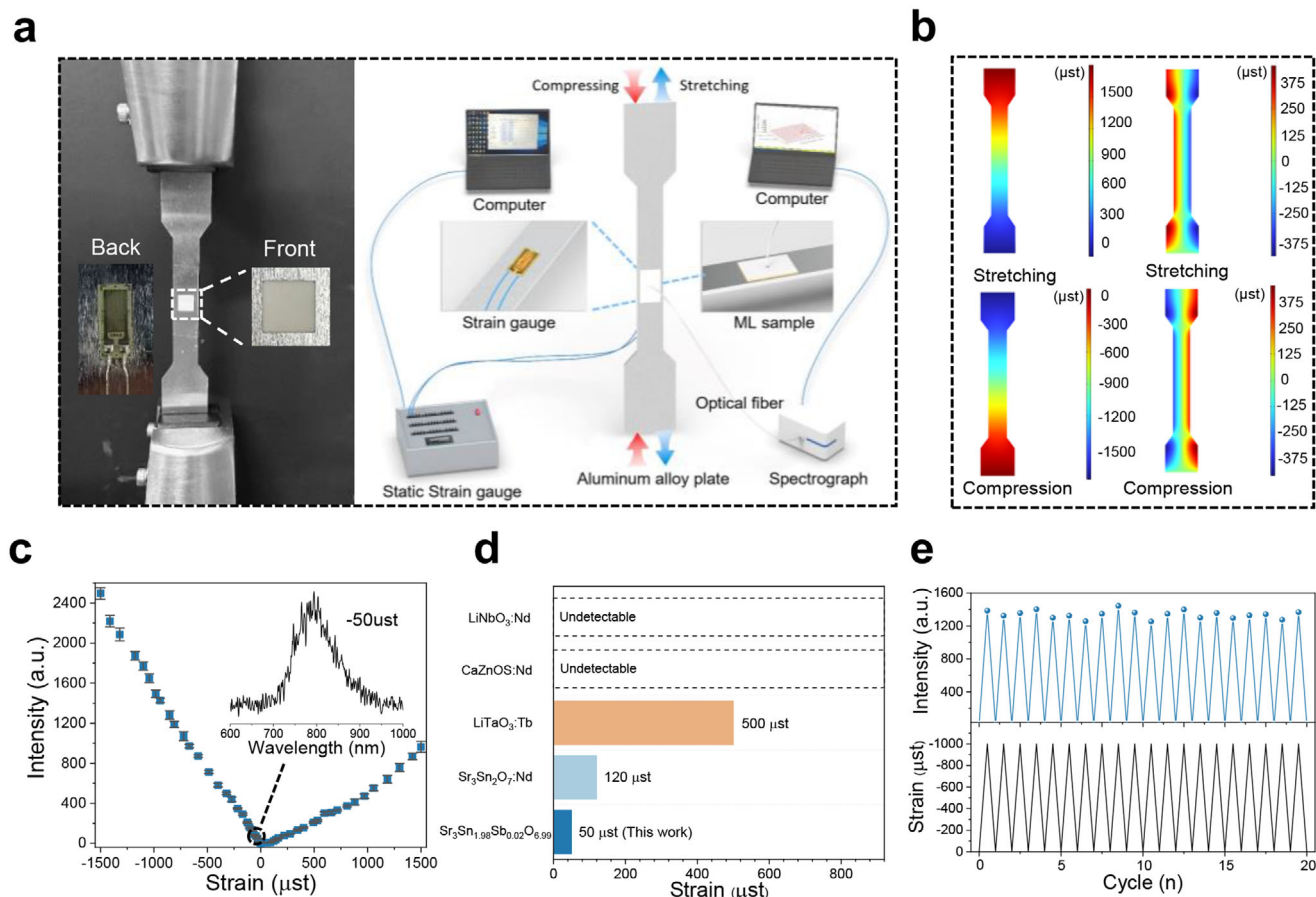 a
Compressing
Stretching
Computer
Computer
Back
Front
Strain gauge
ML sample
Optical fiber
Static Strain gauge
Aluminum alloy plate
Spectrograph
b
(µst)
1500
1200
900
600
300
0
Stretching
(µst)
375
250
125
0
-125
-250
-375
Stretching
(µst)
0
-300
-600
-900
-1200
-1500
Compression
(µst)
375
250
125
0
-125
-250
-375
Compression
c
Intensity (a.u.)
2400
2000
1600
1200
800
400
0
-1500 -1000 -500 0 500 1000 1500
Strain (µst)
-50ust
600 700 800 900 1000
Wavelength (nm)
d
LiNbO₃:Nd
Undetectable
CaZnOS:Nd
Undetectable
LiTaO₃:Tb
500 µst
Sr₃Sn₂O₇:Nd
120 µst
Sr₃Sn₁.₉₈Sb₀.₀₂O₆.₉₉
50 µst (This work)
0 200 400 600 800
Strain (µst)
e
Intensity (a.u.)
1600
1200
800
400
Strain (µst)
-1000
-800
-600
-400
-200
0
0 5 10 15 20
Cycle (n)